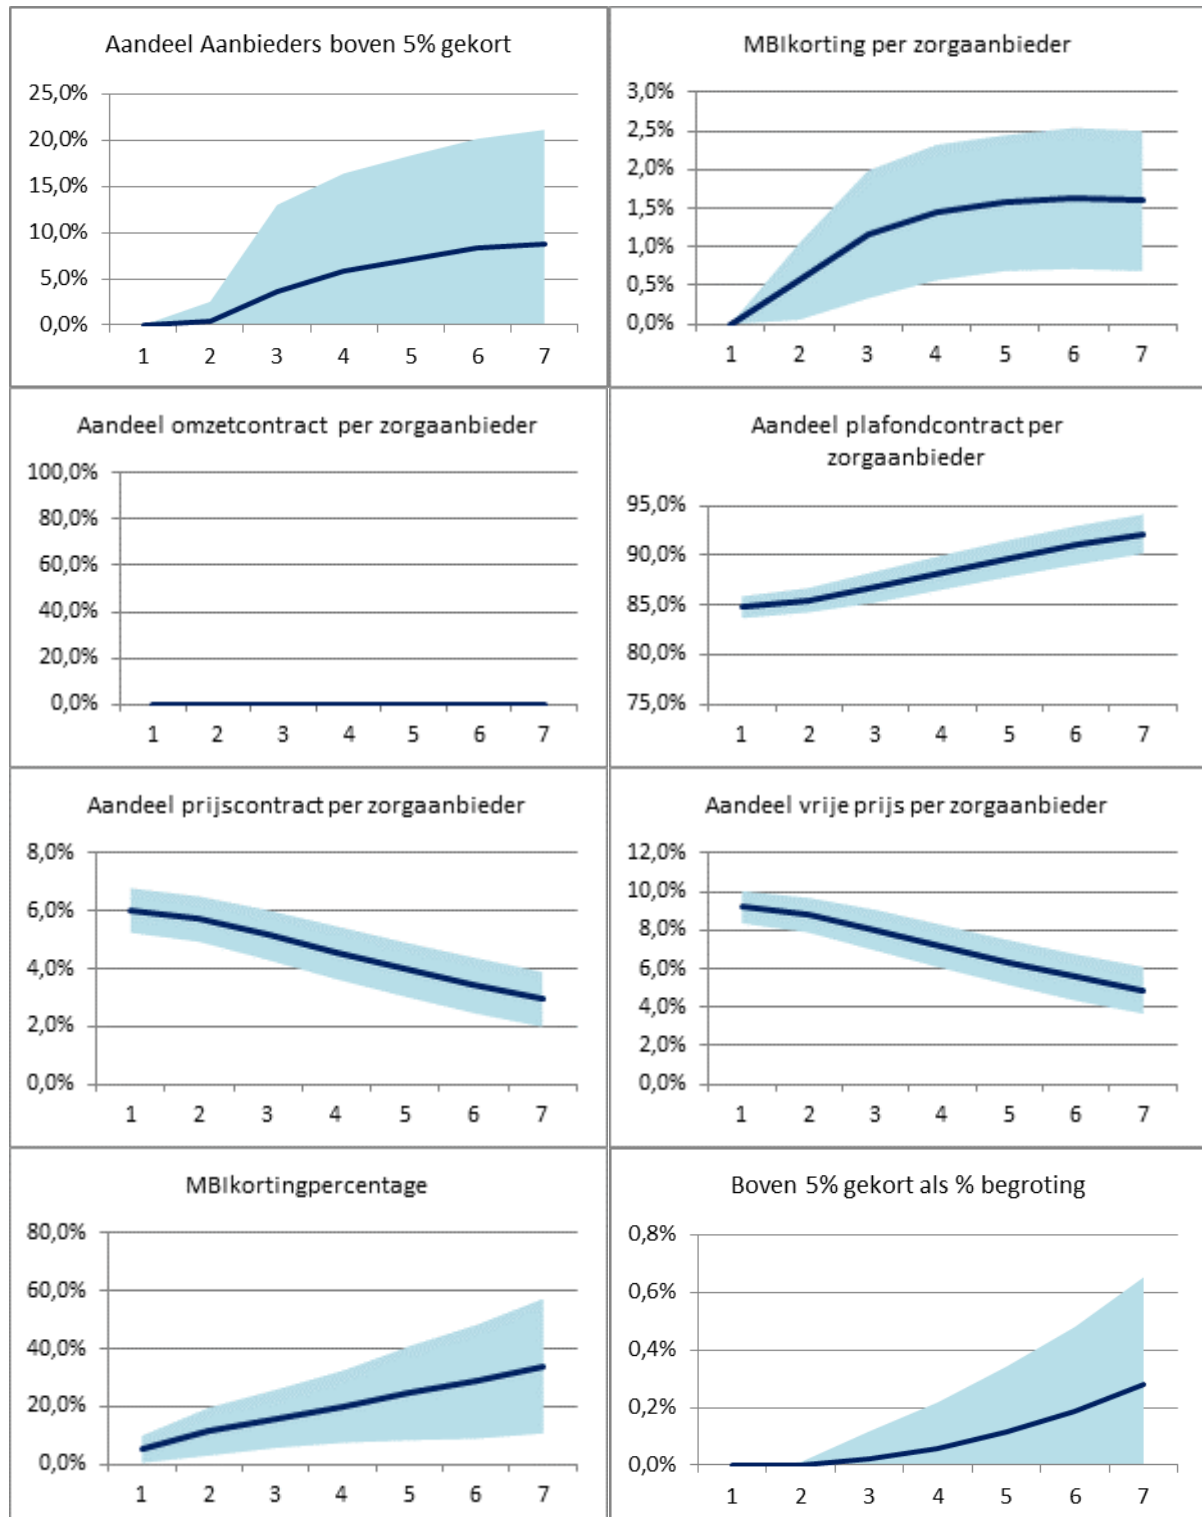 Aandeel Aanbieders boven 5% gekort
25,0%
20,0%
15,0%
10,0%
5,0%
0,0%
1 2 3 4 5 6 7
MBIkorting per zorgaanbieder
3,0%
2,5%
2,0%
1,5%
1,0%
0,5%
0,0%
1 2 3 4 5 6 7
Aandeel omzetcontract per zorgaanbieder
100,0%
80,0%
60,0%
40,0%
20,0%
0,0%
1 2 3 4 5 6 7
Aandeel plafondcontract per
zorgaanbieder
95,0%
90,0%
85,0%
80,0%
75,0%
1 2 3 4 5 6 7
Aandeel prijscontract per zorgaanbieder
8,0%
6,0%
4,0%
2,0%
0,0%
1 2 3 4 5 6 7
Aandeel vrije prijs per zorgaanbieder
12,0%
10,0%
8,0%
6,0%
4,0%
2,0%
0,0%
1 2 3 4 5 6 7
MBIkortingpercentage
80,0%
60,0%
40,0%
20,0%
0,0%
1 2 3 4 5 6 7
Boven 5% gekort als % begroting
0,8%
0,6%
0,4%
0,2%
0,0%
1 2 3 4 5 6 7